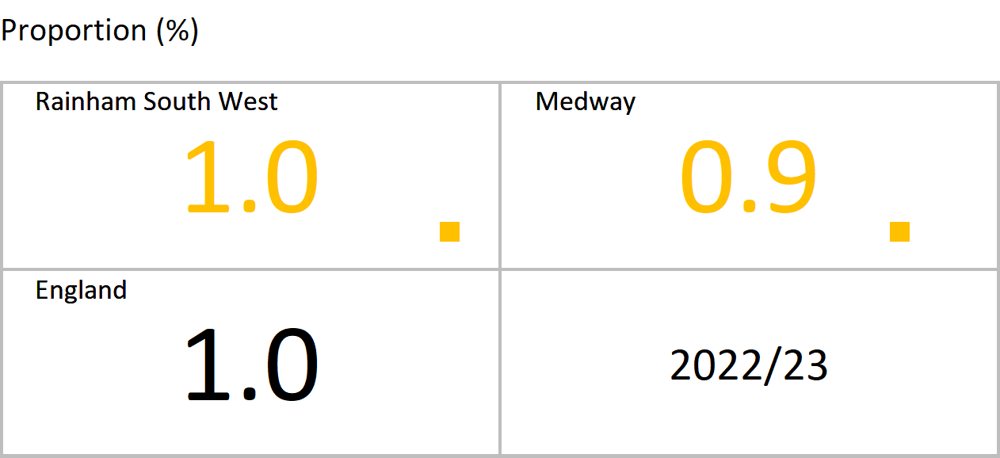 Proportion (%)
Rainham South West
1.0
Medway
0.9
England
1.0
2022/23